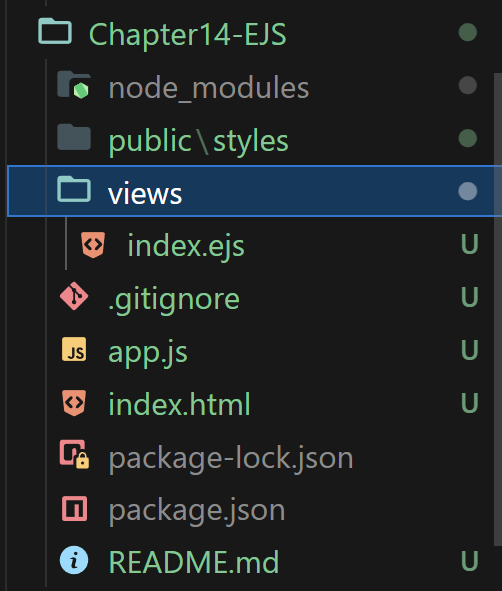 Chapter14-EJS
node_modules
public\styles
views
index.ejs U
.gitignore U
JS app.js U
index.html U
package-lock.json
package.json
README.md U